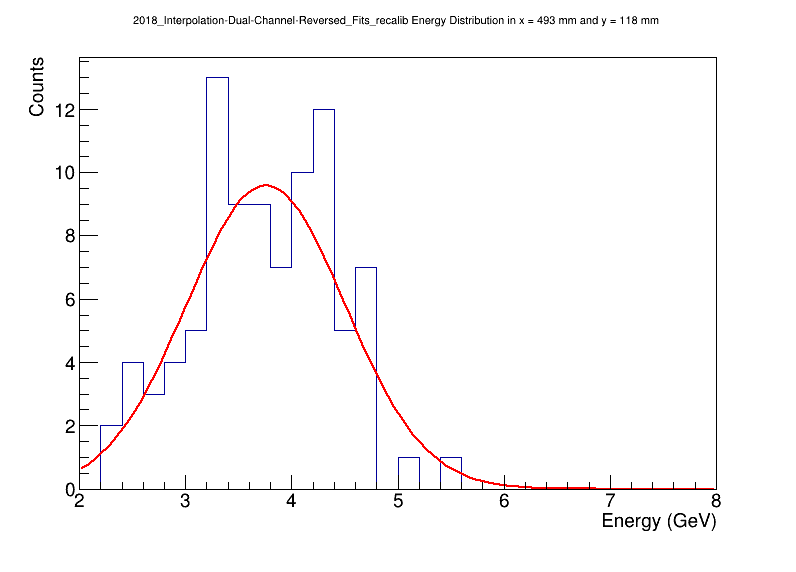 2018_Interpolation-Dual-Channel-Reversed_Fits_recalib Energy Distribution in x = 493 mm and y = 118 mm
Counts
12
10
8
6
4
2
0
2 3 4 5 6 7 8
Energy (GeV)